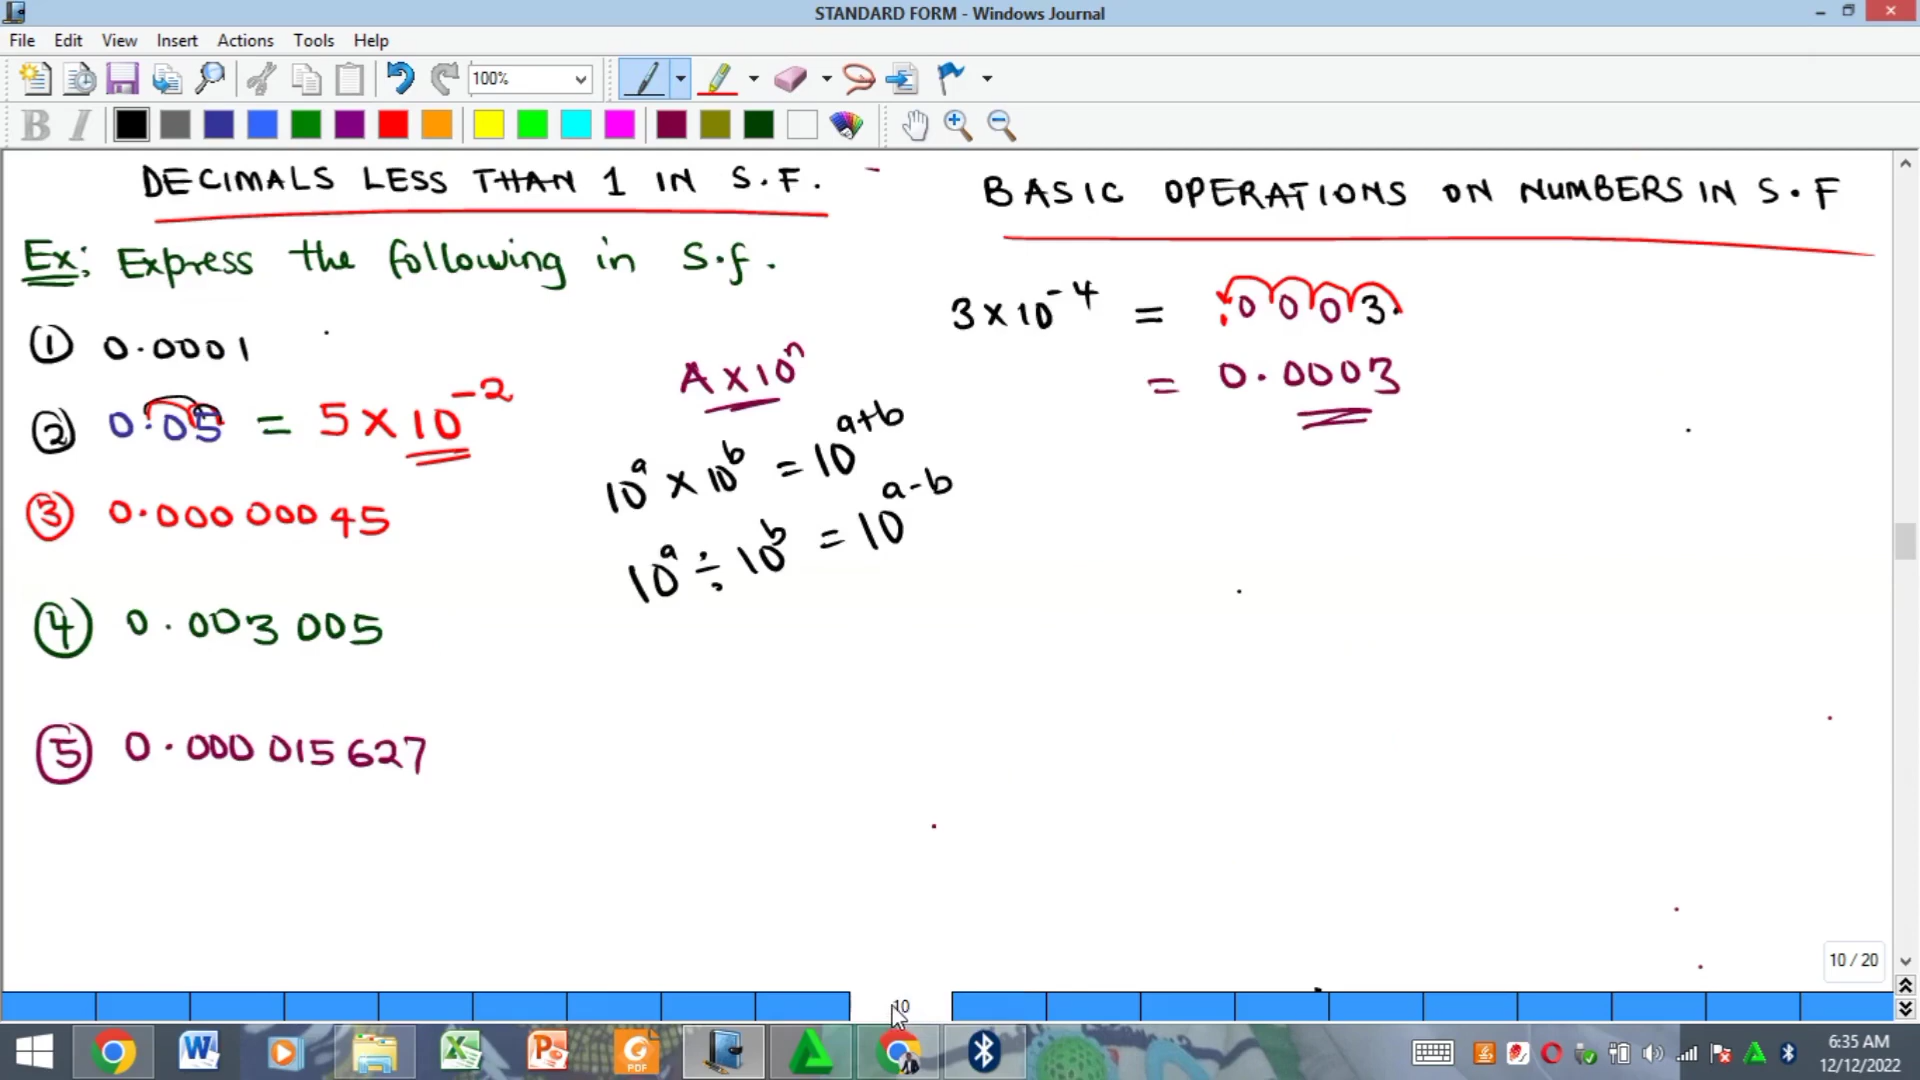 STANDARD FORM - Windows Journal
File Edit View Insert Actions Tools Help
100%
B I
DECIMALS LESS THAN 1 IN S.F.
Ex: Express the following in s.f.
① 0.0001
② 0.05 = 5 × 10⁻²
③ 0.000 000 45
④ 0.003 005
⑤ 0.000 015 627
A × 10ⁿ
10ᵃ × 10ᵇ = 10ᵃ⁺ᵇ
10ᵃ ÷ 10ᵇ = 10ᵃ⁻ᵇ
BASIC OPERATIONS ON NUMBERS IN S.F
3 × 10⁻⁴ = .0003.
= 0.0003
10 / 20
10
PDF
6:35 AM
12/12/2022